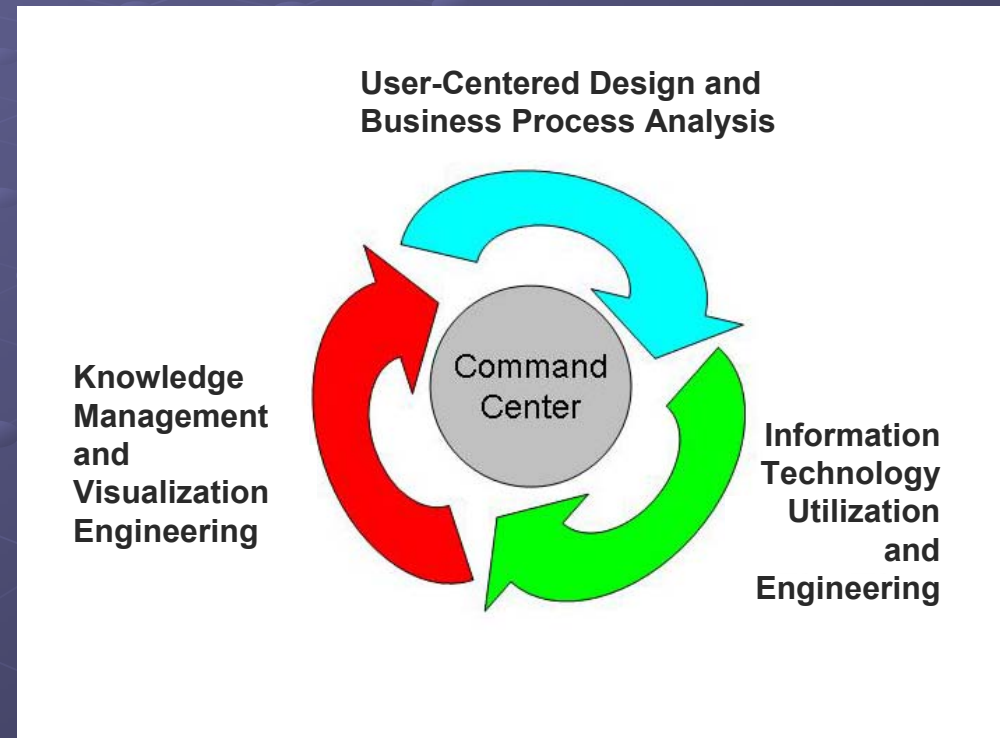 User-Centered Design and
Business Process Analysis
Command
Center
Knowledge
Management
and
Visualization
Engineering
Information
Technology
Utilization
and
Engineering